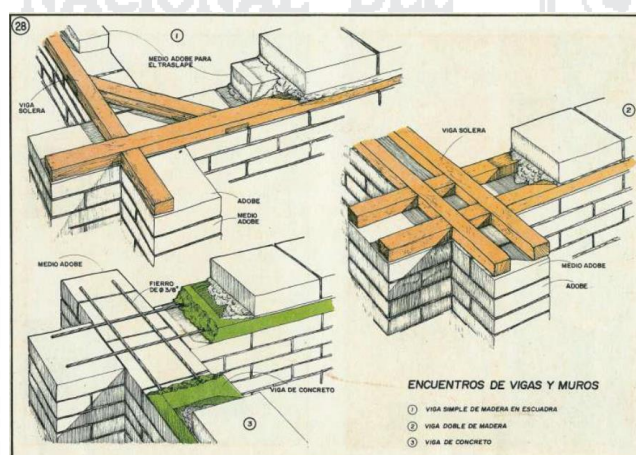 NACIONAL DEL
28
1
MEDIO ADOBE PARA
EL TRASLAPE
VIGA
SOLERA
ADOBE
MEDIO
ADOBE
2
VIGA SOLERA
MEDIO ADOBE
ADOBE
MEDIO ADOBE
FIERRO
DE Ø 3/8"
VIGA DE CONCRETO
3
ENCUENTROS DE VIGAS Y MUROS
1 VIGA SIMPLE DE MADERA EN ESCUADRA
2 VIGA DOBLE DE MADERA
3 VIGA DE CONCRETO